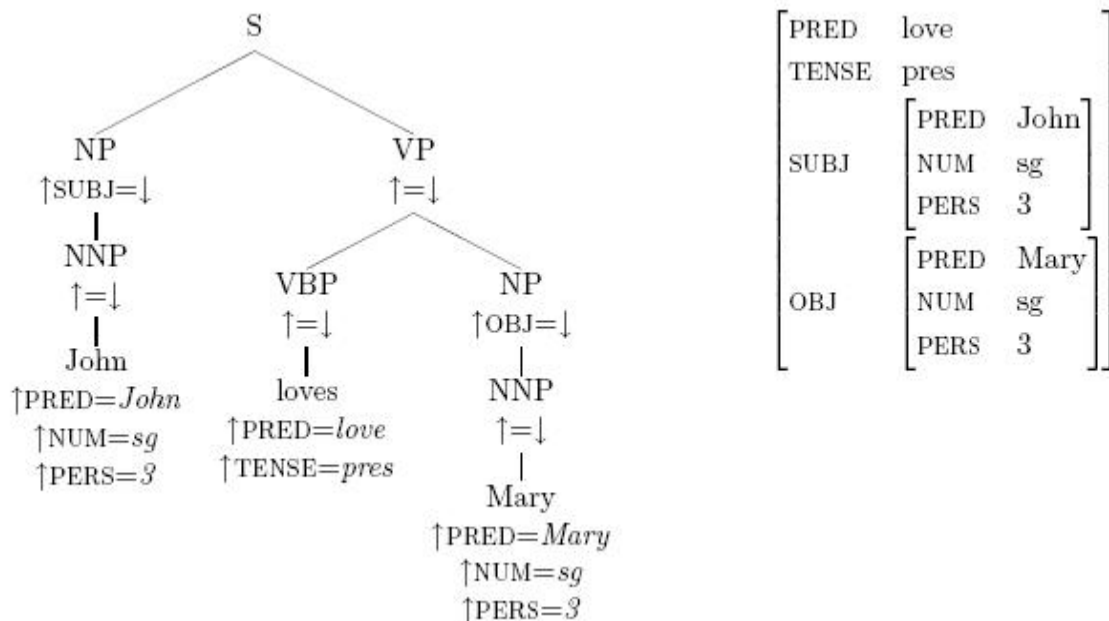 S
NP VP
↑SUBJ=↓ ↑=↓
NNP VBP NP
↑=↓ ↑=↓ ↑OBJ=↓
John loves NNP
↑PRED=John ↑PRED=love ↑=↓
↑NUM=sg ↑TENSE=pres
↑PERS=3 Mary
↑PRED=Mary
↑NUM=sg
↑PERS=3
PRED love
TENSE pres
SUBJ
PRED John
NUM sg
PERS 3
OBJ
PRED Mary
NUM sg
PERS 3